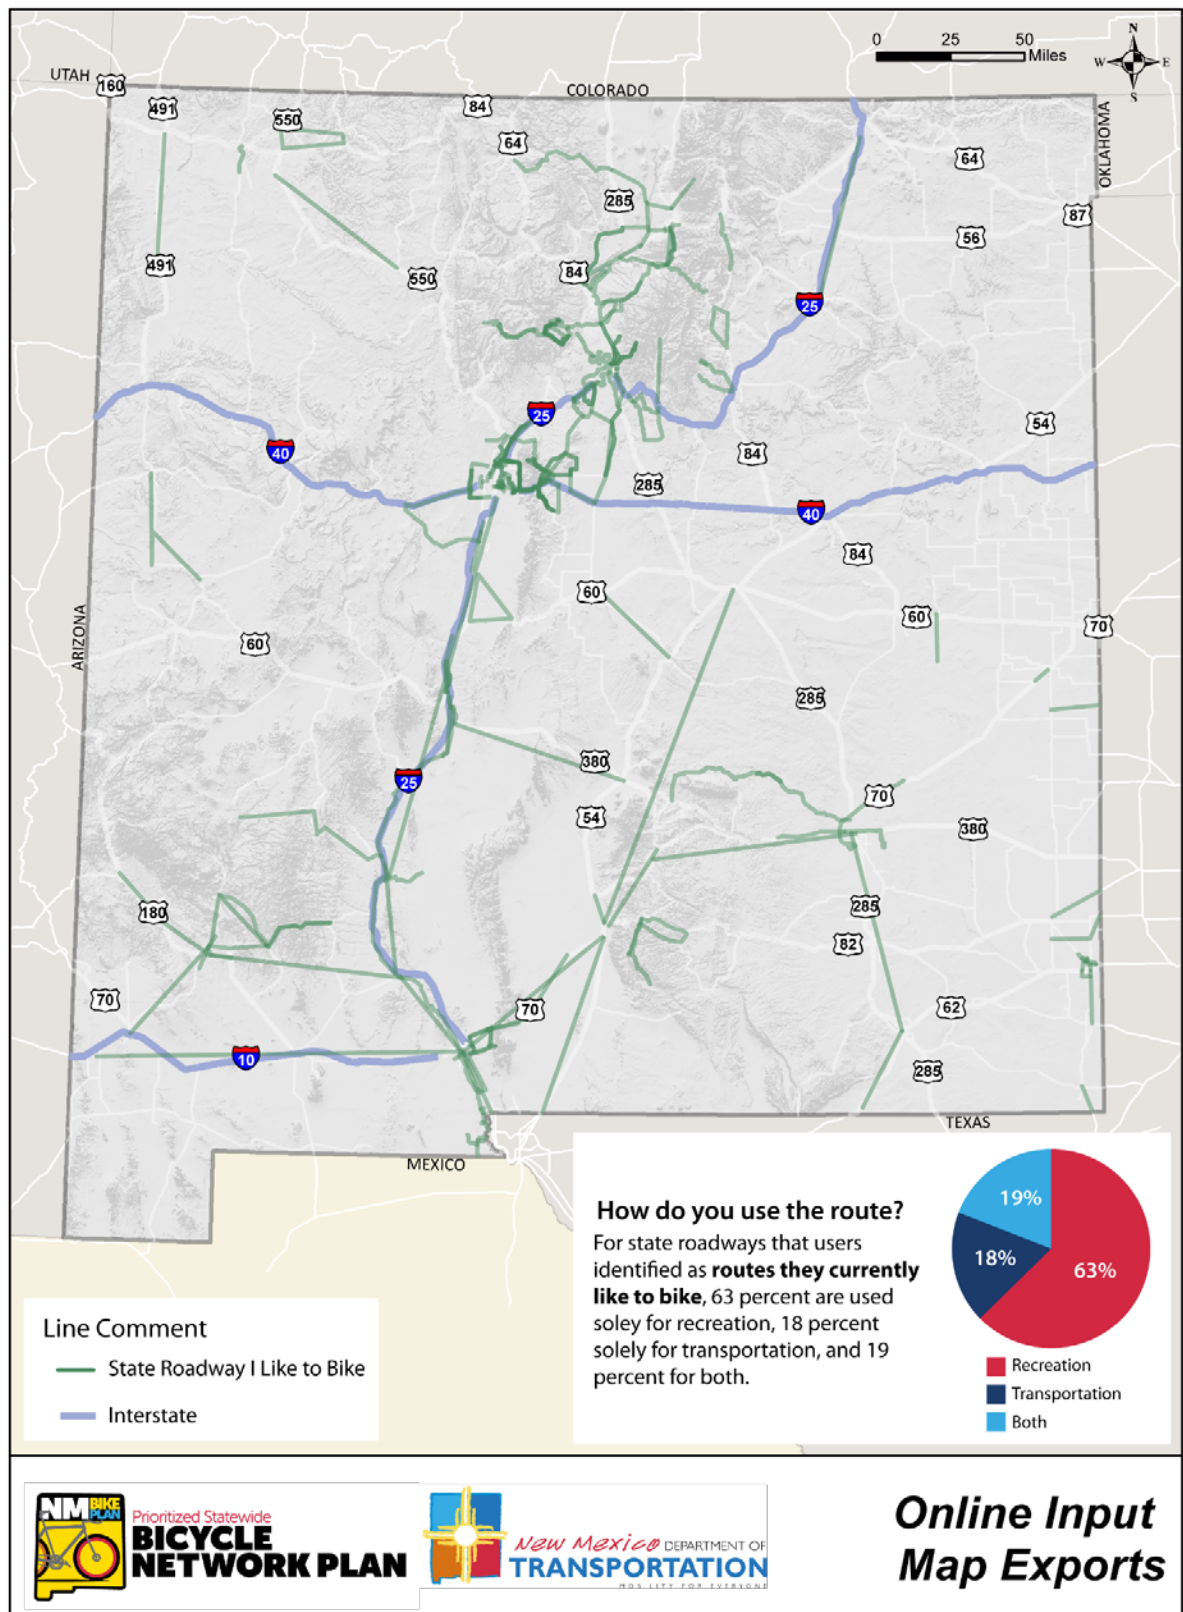 0 25 50
Miles
N
W E
S
UTAH
COLORADO
OKLAHOMA
ARIZONA
MEXICO
TEXAS
160
491
550
84
64
64
285
87
56
491
550
84
25
25
54
40
84
285
40
84
60
60
70
60
285
380
25
70
54
380
180
285
82
70
70
62
10
285
How do you use the route?
For state roadways that users
identified as routes they currently
like to bike, 63 percent are used
soley for recreation, 18 percent
solely for transportation, and 19
percent for both.
19%
18%
63%
Recreation
Transportation
Both
Line Comment
State Roadway I Like to Bike
Interstate
NM BIKE
PLAN
Prioritized Statewide
BICYCLE
NETWORK PLAN
New Mexico DEPARTMENT OF
TRANSPORTATION
MOBILITY FOR EVERYONE
Online Input
Map Exports